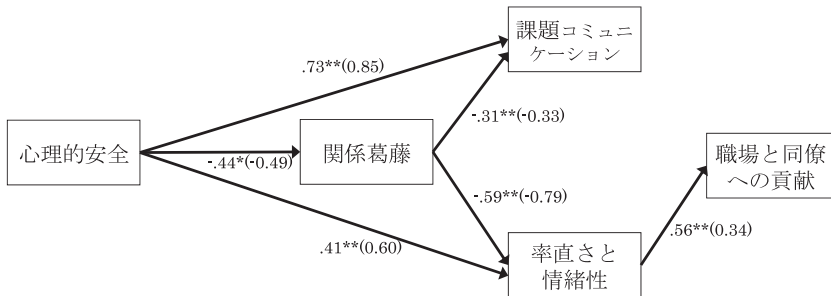 課題コミュニ
ケーション
.73**(0.85)
-.31**(-0.33)
心理的安全
-.44*(-0.49)
関係葛藤
職場と同僚
への貢献
-.59**(-0.79)
.56**(0.34)
.41**(0.60)
率直さと
情緒性